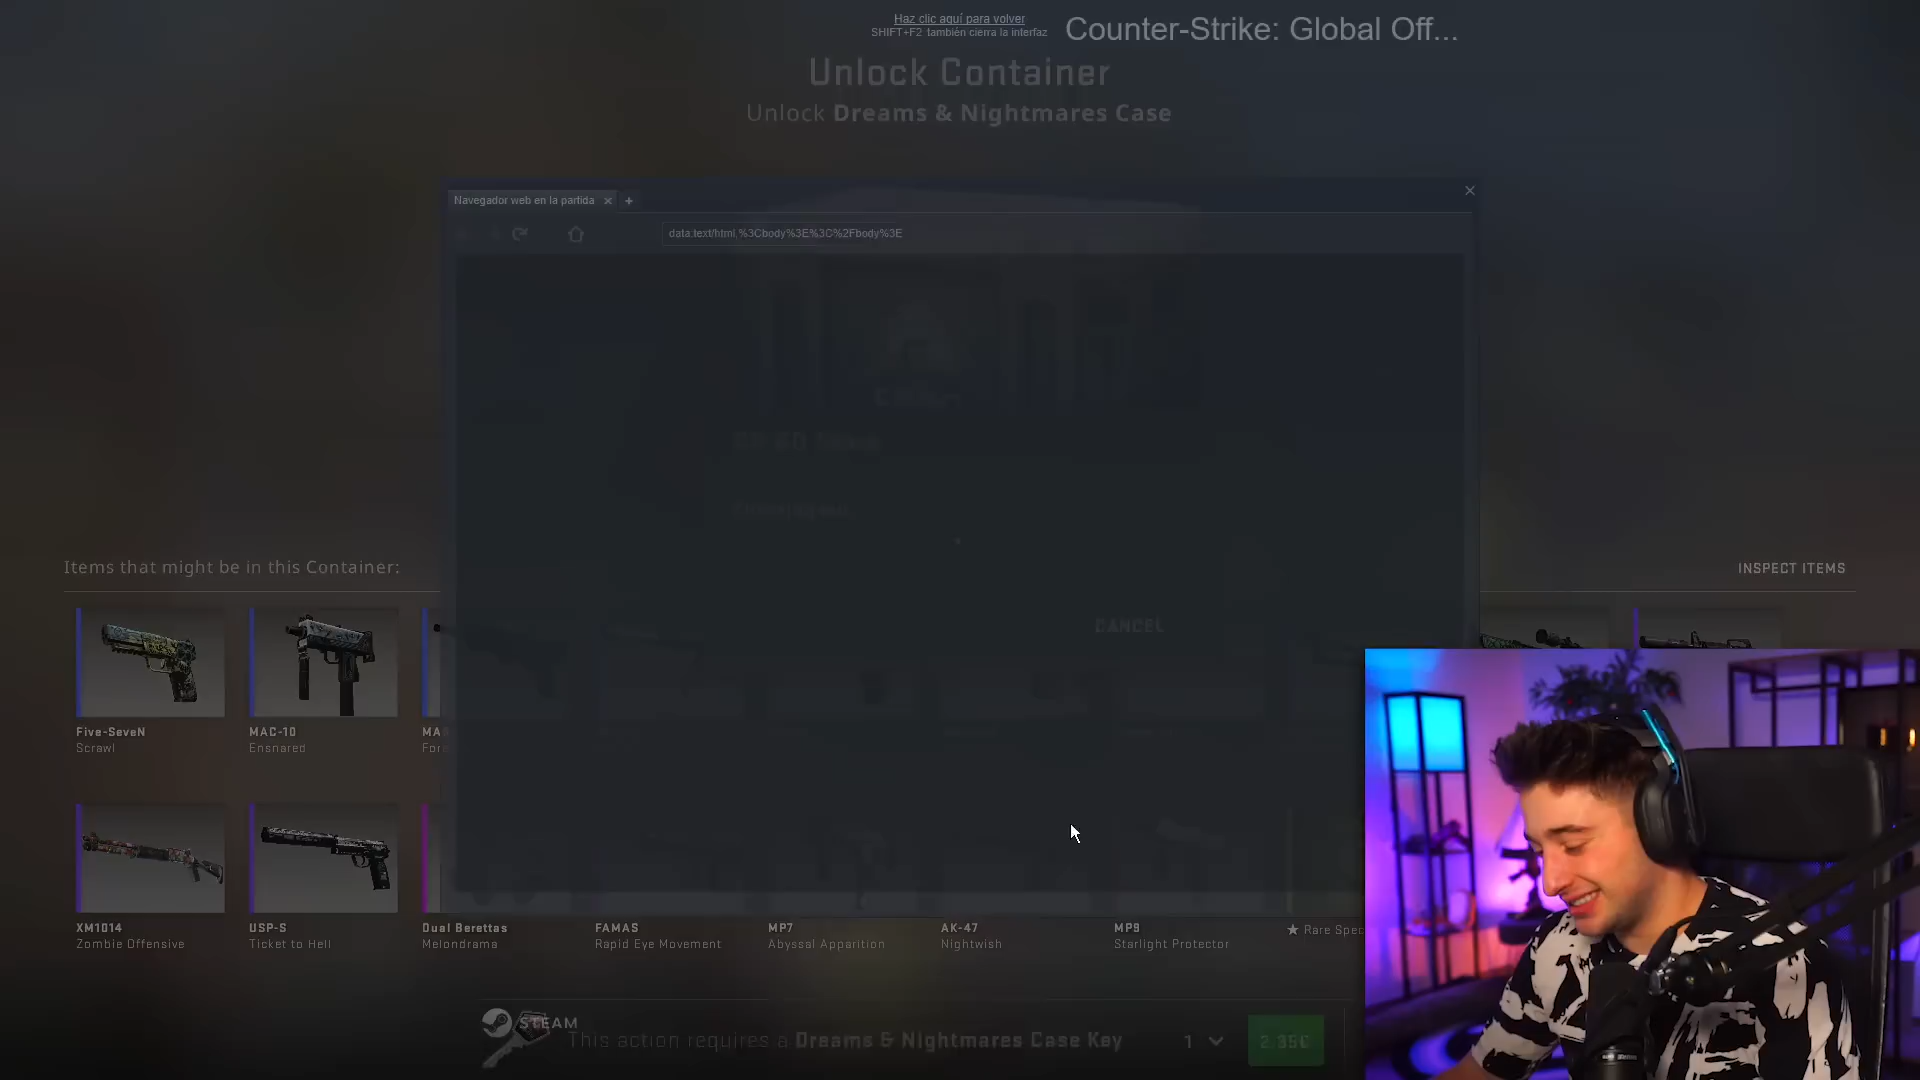 Haz clic aquí para volver
SHIFT+F2 también cierra la interfaz
Counter-Strike: Global Off...
Unlock Container
Unlock Dreams & Nightmares Case
Navegador web en la partida
data:text/html,%3Cbody%3E%3C%2Fbody%3E
Items that might be in this Container:
INSPECT ITEMS
CANCEL
Five-SeveN
Scrawl
MAC-10
Ensnared
MA
Fore
XM1014
Zombie Offensive
USP-S
Ticket to Hell
Dual Berettas
Melondrama
FAMAS
Rapid Eye Movement
MP7
Abyssal Apparition
AK-47
Nightwish
MP9
Starlight Protector
★ Rare Spec
STEAM
This action requires a Dreams & Nightmares Case Key
1
2.35€